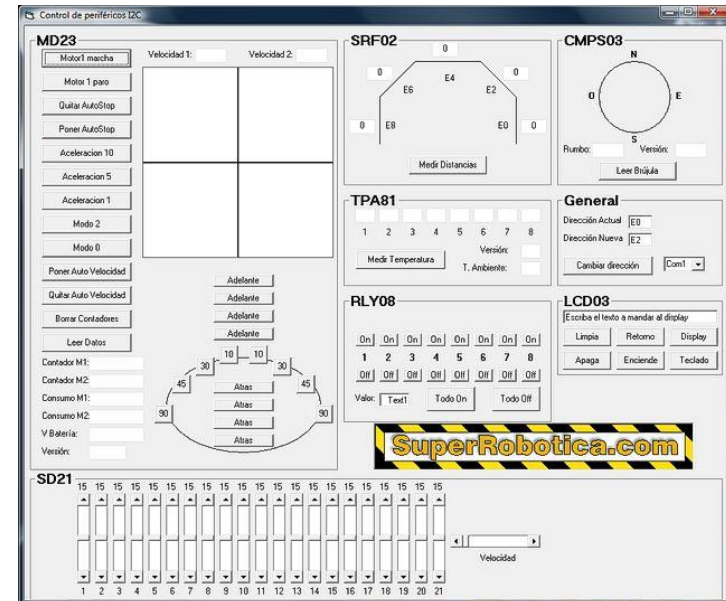 Control de periféricos I2C
MD23
Motor1 marcha
Motor 1 paro
Quitar AutoStop
Poner AutoStop
Aceleracion 10
Aceleracion 5
Aceleracion 1
Modo 2
Modo 0
Poner Auto Velocidad
Quitar Auto Velocidad
Borrar Contadores
Leer Datos
Contador M1:
Contador M2:
Consumo M1:
Consumo M2:
V Batería:
Versión:
Velocidad 1:
Velocidad 2:
Adelante
Adelante
Adelante
Adelante
10 10
30 30
45 45
90 90
Atras
Atras
Atras
Atras
SRF02
0
0 0
E4
E6 E2
0 E8 E0 0
Medir Distancias
CMPS03
N
O E
S
Rumbo: Versión:
Leer Brújula
TPA81
1 2 3 4 5 6 7 8
Medir Temperatura
Versión:
T. Ambiente:
General
Dirección Actual E0
Dirección Nueva E2
Cambiar dirección Com1
RLY08
On On On On On On On On
1 2 3 4 5 6 7 8
Off Off Off Off Off Off Off Off
Valor: Text1 Todo On Todo Off
LCD03
Escriba el texto a mandar al display
Limpia Retorno Display
Apaga Enciende Teclado
SuperRobotica.com
SD21
15 15 15 15 15 15 15 15 15 15 15 15 15 15 15 15 15 15 15 15 15
1 2 3 4 5 6 7 8 9 10 11 12 13 14 15 16 17 18 19 20 21
Velocidad